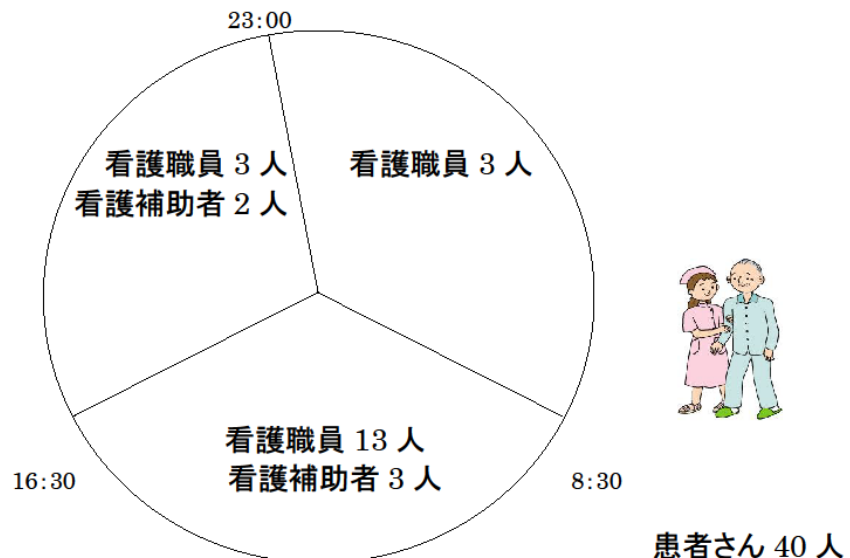 23:00
看護職員 3 人
看護補助者 2 人
看護職員 3 人
看護職員 13 人
看護補助者 3 人
16:30
8:30
患者さん 40 人